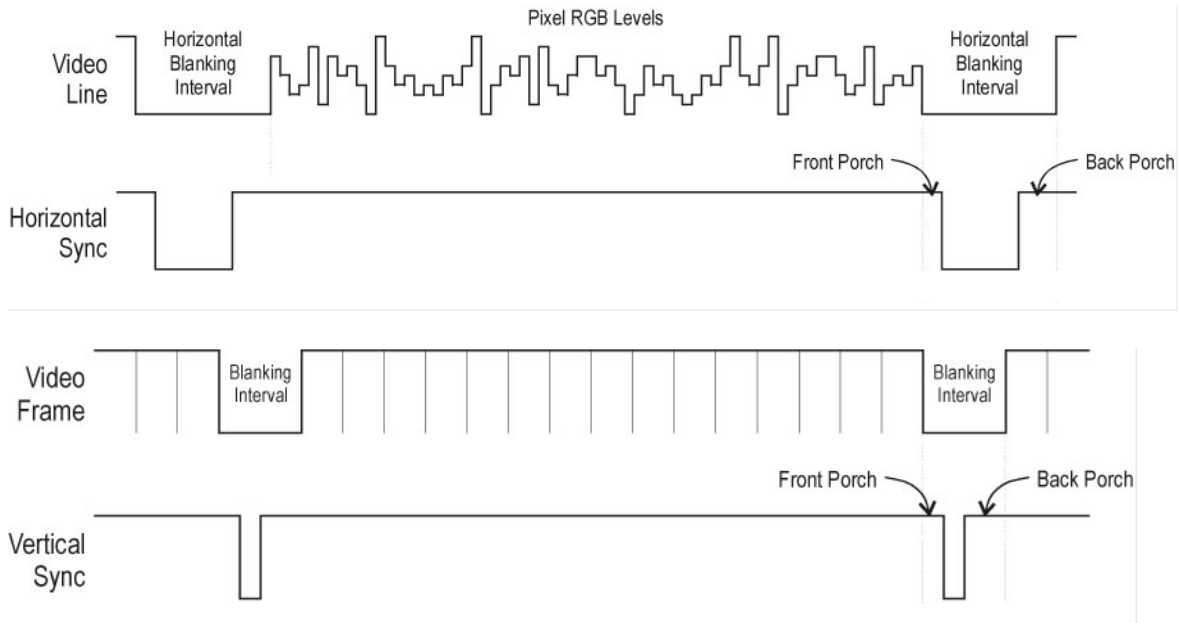 Pixel RGB Levels
Video
Line
Horizontal
Blanking
Interval
Horizontal
Blanking
Interval
Front Porch
Back Porch
Horizontal
Sync
Video
Frame
Blanking
Interval
Blanking
Interval
Front Porch
Back Porch
Vertical
Sync